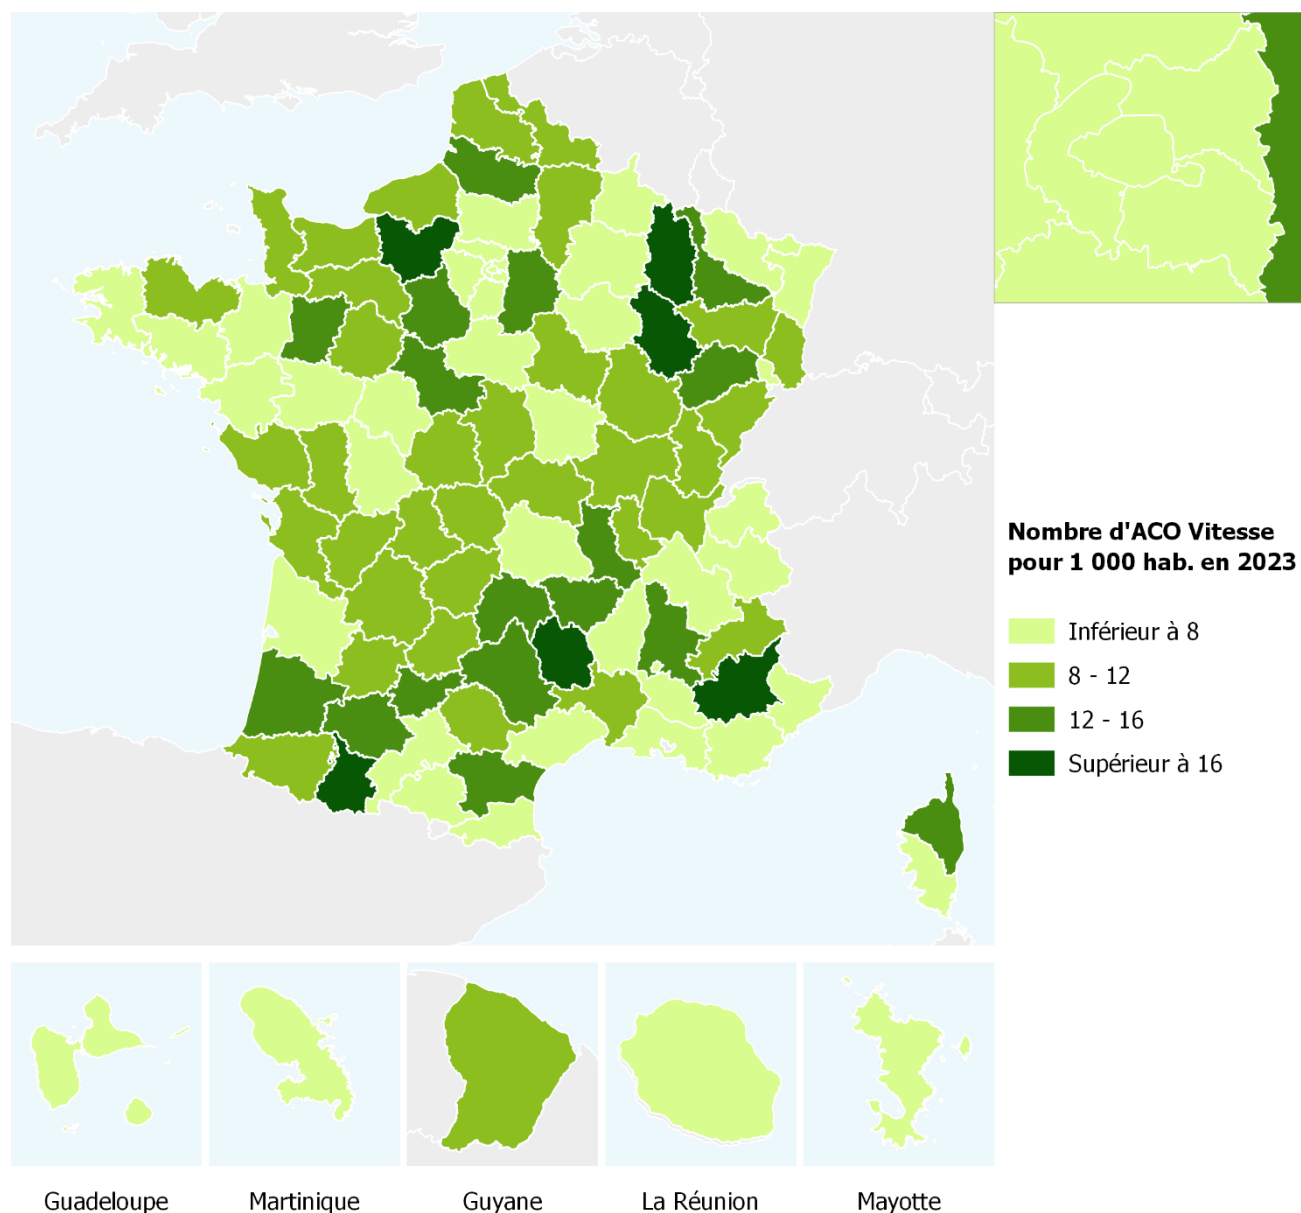 Nombre d'ACO Vitesse
pour 1 000 hab. en 2023
Inférieur à 8
8 - 12
12 - 16
Supérieur à 16
Guadeloupe
Martinique
Guyane
La Réunion
Mayotte